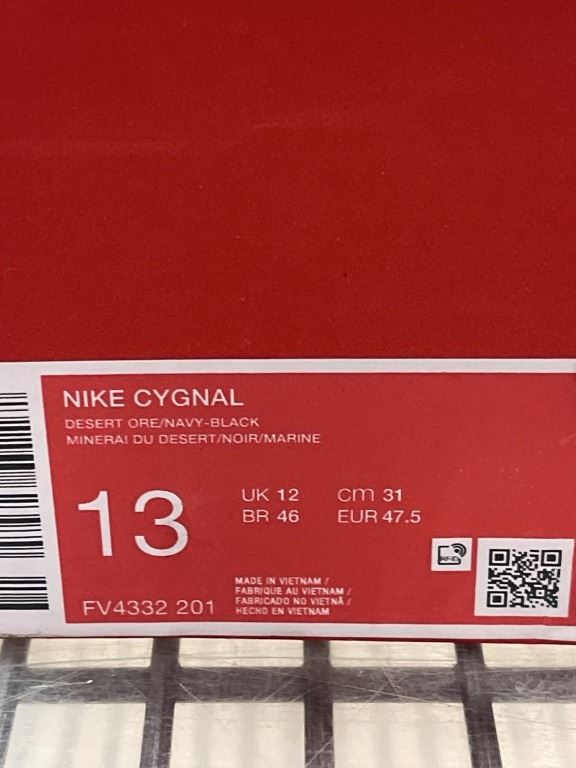 NIKE CYGNAL
DESERT ORE/NAVY-BLACK
MINERAI DU DESERT/NOIR/MARINE
13
UK 12 cm 31
BR 46 EUR 47.5
RFID
FV4332 201
MADE IN VIETNAM /
FABRIQUE AU VIETNAM /
FABRICADO NO VIETNÃ /
HECHO EN VIETNAM